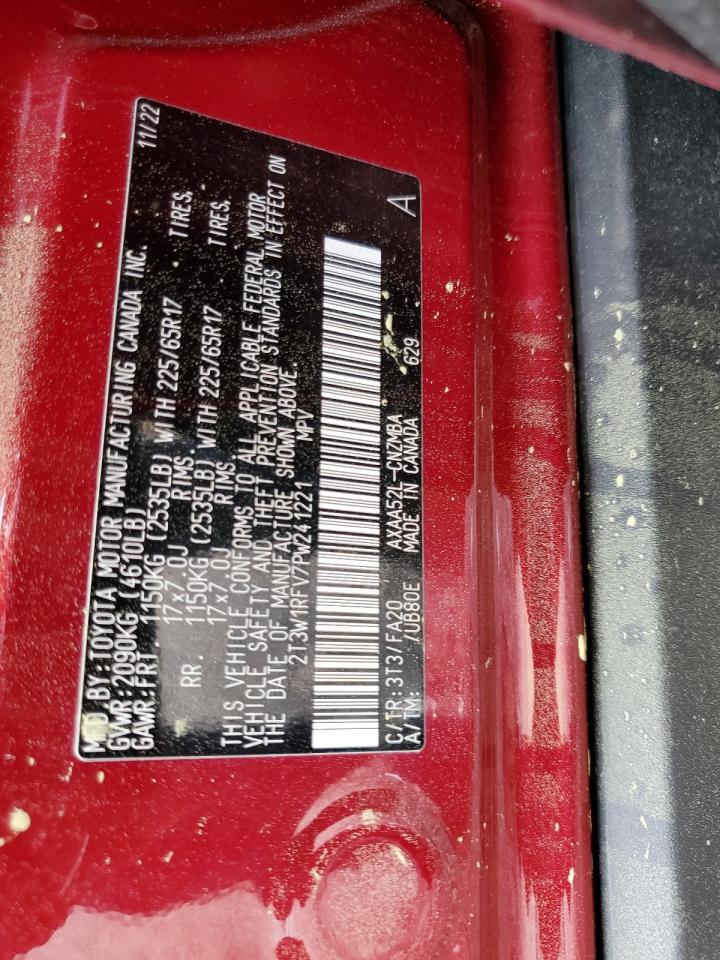 MFD.BY:TOYOTA MOTOR MANUFACTURING CANADA INC. 11/22
GVWR:2090KG (4610LB)
GAWR:FRT 1150KG (2535LB) WITH 225/65R17 TIRES,
17x7.0J RIMS.
RR 1150KG (2535LB) WITH 225/65R17 TIRES,
17x7.0J RIMS.
THIS VEHICLE CONFORMS TO ALL APPLICABLE FEDERAL MOTOR
VEHICLE SAFETY AND THEFT PREVENTION STANDARDS IN EFFECT ON
THE DATE OF MANUFACTURE SHOWN ABOVE.
2T3W1RFV7PW241221 MPV
C/TR:3T3/FA20 AXAA52L-CNZMBA A
A/TM: /UB80E MADE IN CANADA 629